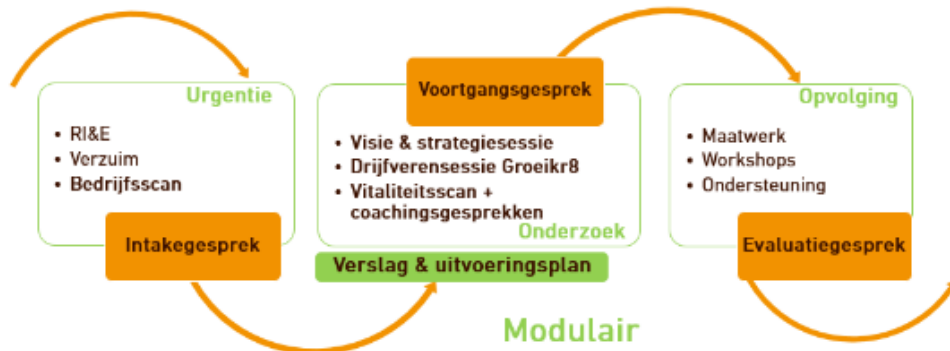 Urgentie
• RI&E
• Verzuim
• Bedrijfsscan
Intakegesprek
Voortgangsgesprek
• Visie & strategiesessie
• Drijfverensessie Groeikr8
• Vitaliteitsscan +
coachingsgesprekken
Onderzoek
Verslag & uitvoeringsplan
Opvolging
• Maatwerk
• Workshops
• Ondersteuning
Evaluatiegesprek
Modulair